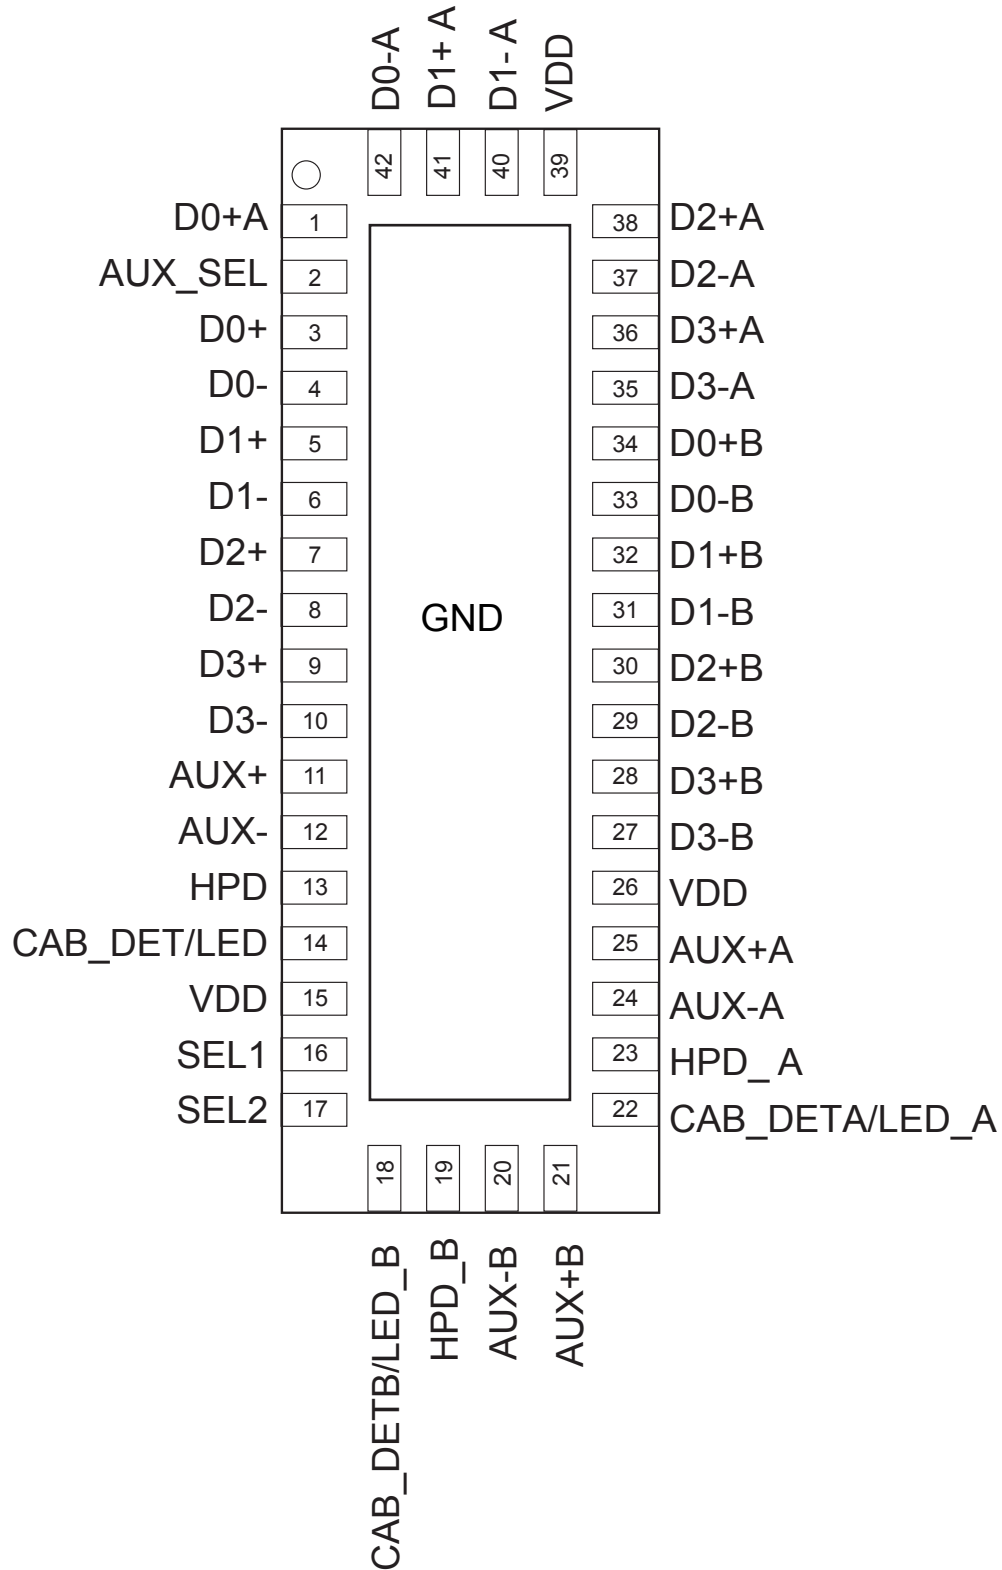 D0-A
D1+ A
D1- A
VDD
42
41
40
39
D0+A 1 38 D2+A
AUX_SEL 2 37 D2-A
D0+ 3 36 D3+A
D0- 4 35 D3-A
D1+ 5 34 D0+B
D1- 6 33 D0-B
D2+ 7 32 D1+B
D2- 8 31 D1-B
GND
D3+ 9 30 D2+B
D3- 10 29 D2-B
AUX+ 11 28 D3+B
AUX- 12 27 D3-B
HPD 13 26 VDD
CAB_DET/LED 14 25 AUX+A
VDD 15 24 AUX-A
SEL1 16 23 HPD_ A
SEL2 17 22 CAB_DETA/LED_A
18
19
20
21
CAB_DETB/LED_B
HPD_B
AUX-B
AUX+B